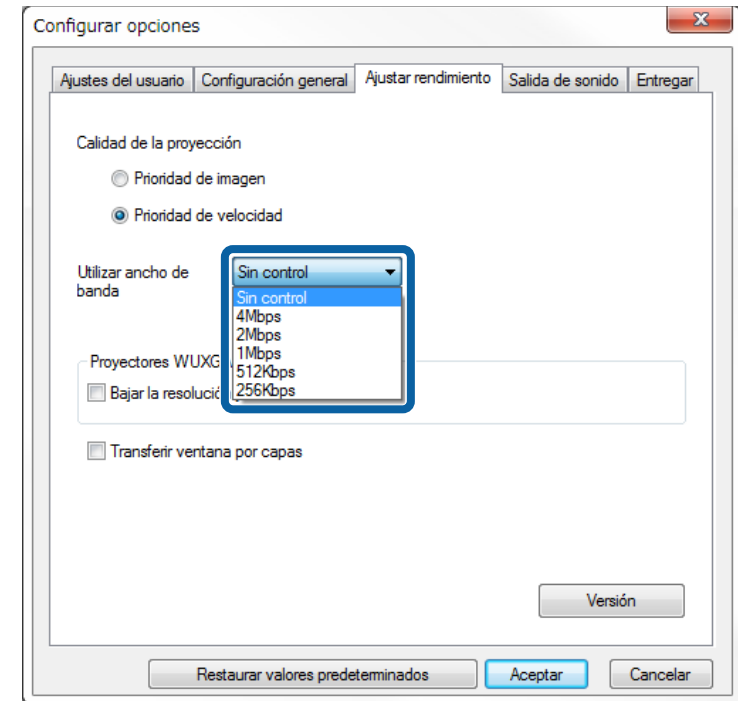 Configurar opciones
Ajustes del usuario Configuración general Ajustar rendimiento Salida de sonido Entregar
Calidad de la proyección
Prioridad de imagen
Prioridad de velocidad
Utilizar ancho de
banda
Sin control
Sin control
4Mbps
2Mbps
1Mbps
512Kbps
256Kbps
Proyectores
Bajar la
Transferir ventana por capas
Versión
Restaurar valores predeterminados Aceptar Cancelar